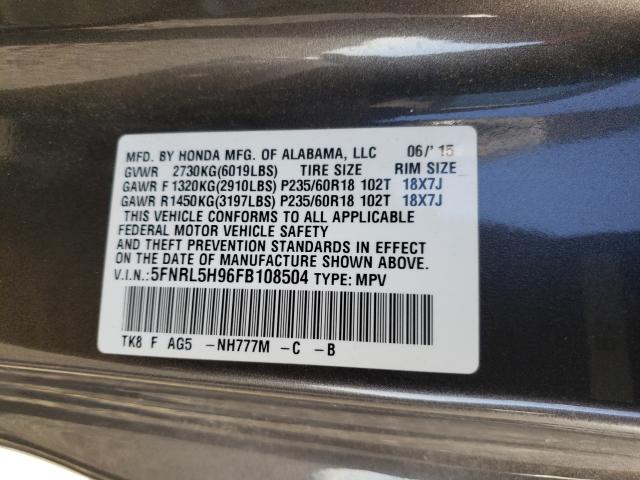 MFD. BY HONDA MFG. OF ALABAMA, LLC 06/'15
GVWR 2730KG(6019LBS) TIRE SIZE RIM SIZE
GAWR F 1320KG(2910LBS) P235/60R18 102T 18X7J
GAWR R1450KG(3197LBS) P235/60R18 102T 18X7J
THIS VEHICLE CONFORMS TO ALL APPLICABLE
FEDERAL MOTOR VEHICLE SAFETY
AND THEFT PREVENTION STANDARDS IN EFFECT
ON THE DATE OF MANUFACTURE SHOWN ABOVE.
V.I.N.:5FNRL5H96FB108504 TYPE: MPV
TK8 F AG5 -NH777M -C -B